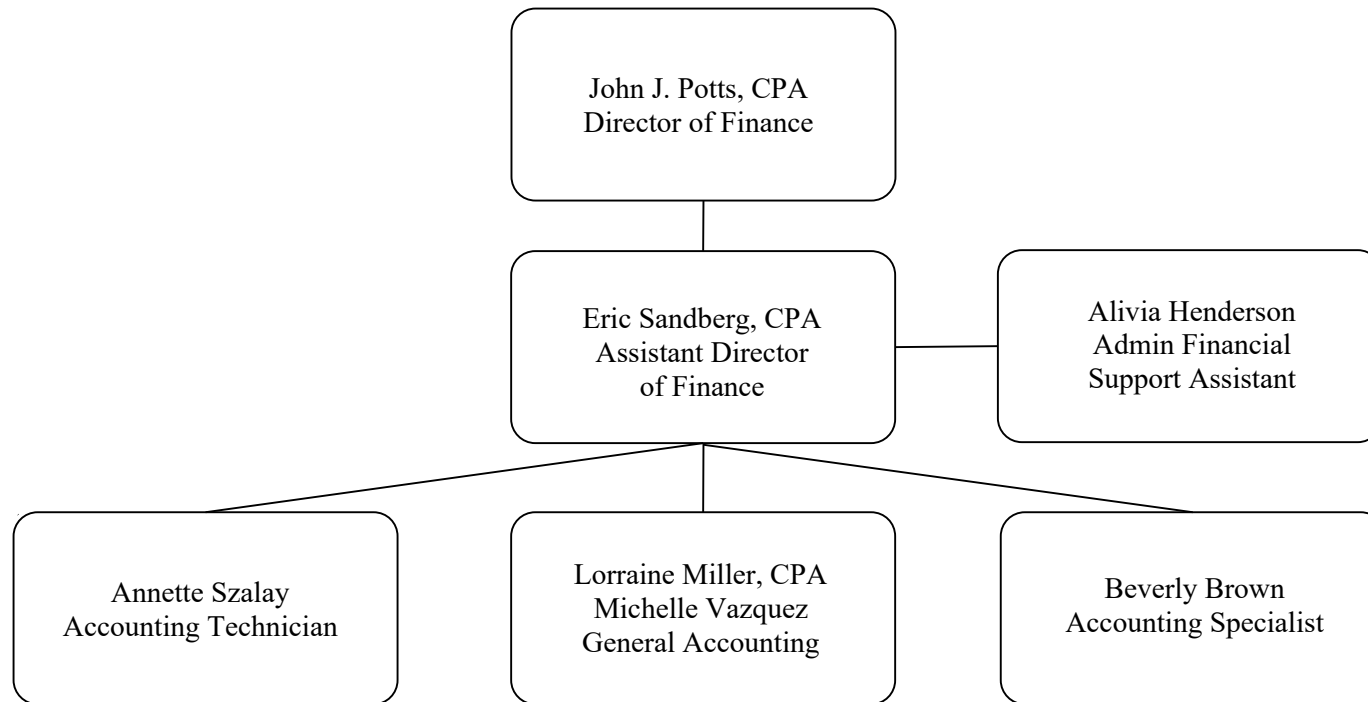 John J. Potts, CPA
Director of Finance
Eric Sandberg, CPA
Assistant Director
of Finance
Alivia Henderson
Admin Financial
Support Assistant
Annette Szalay
Accounting Technician
Lorraine Miller, CPA
Michelle Vazquez
General Accounting
Beverly Brown
Accounting Specialist